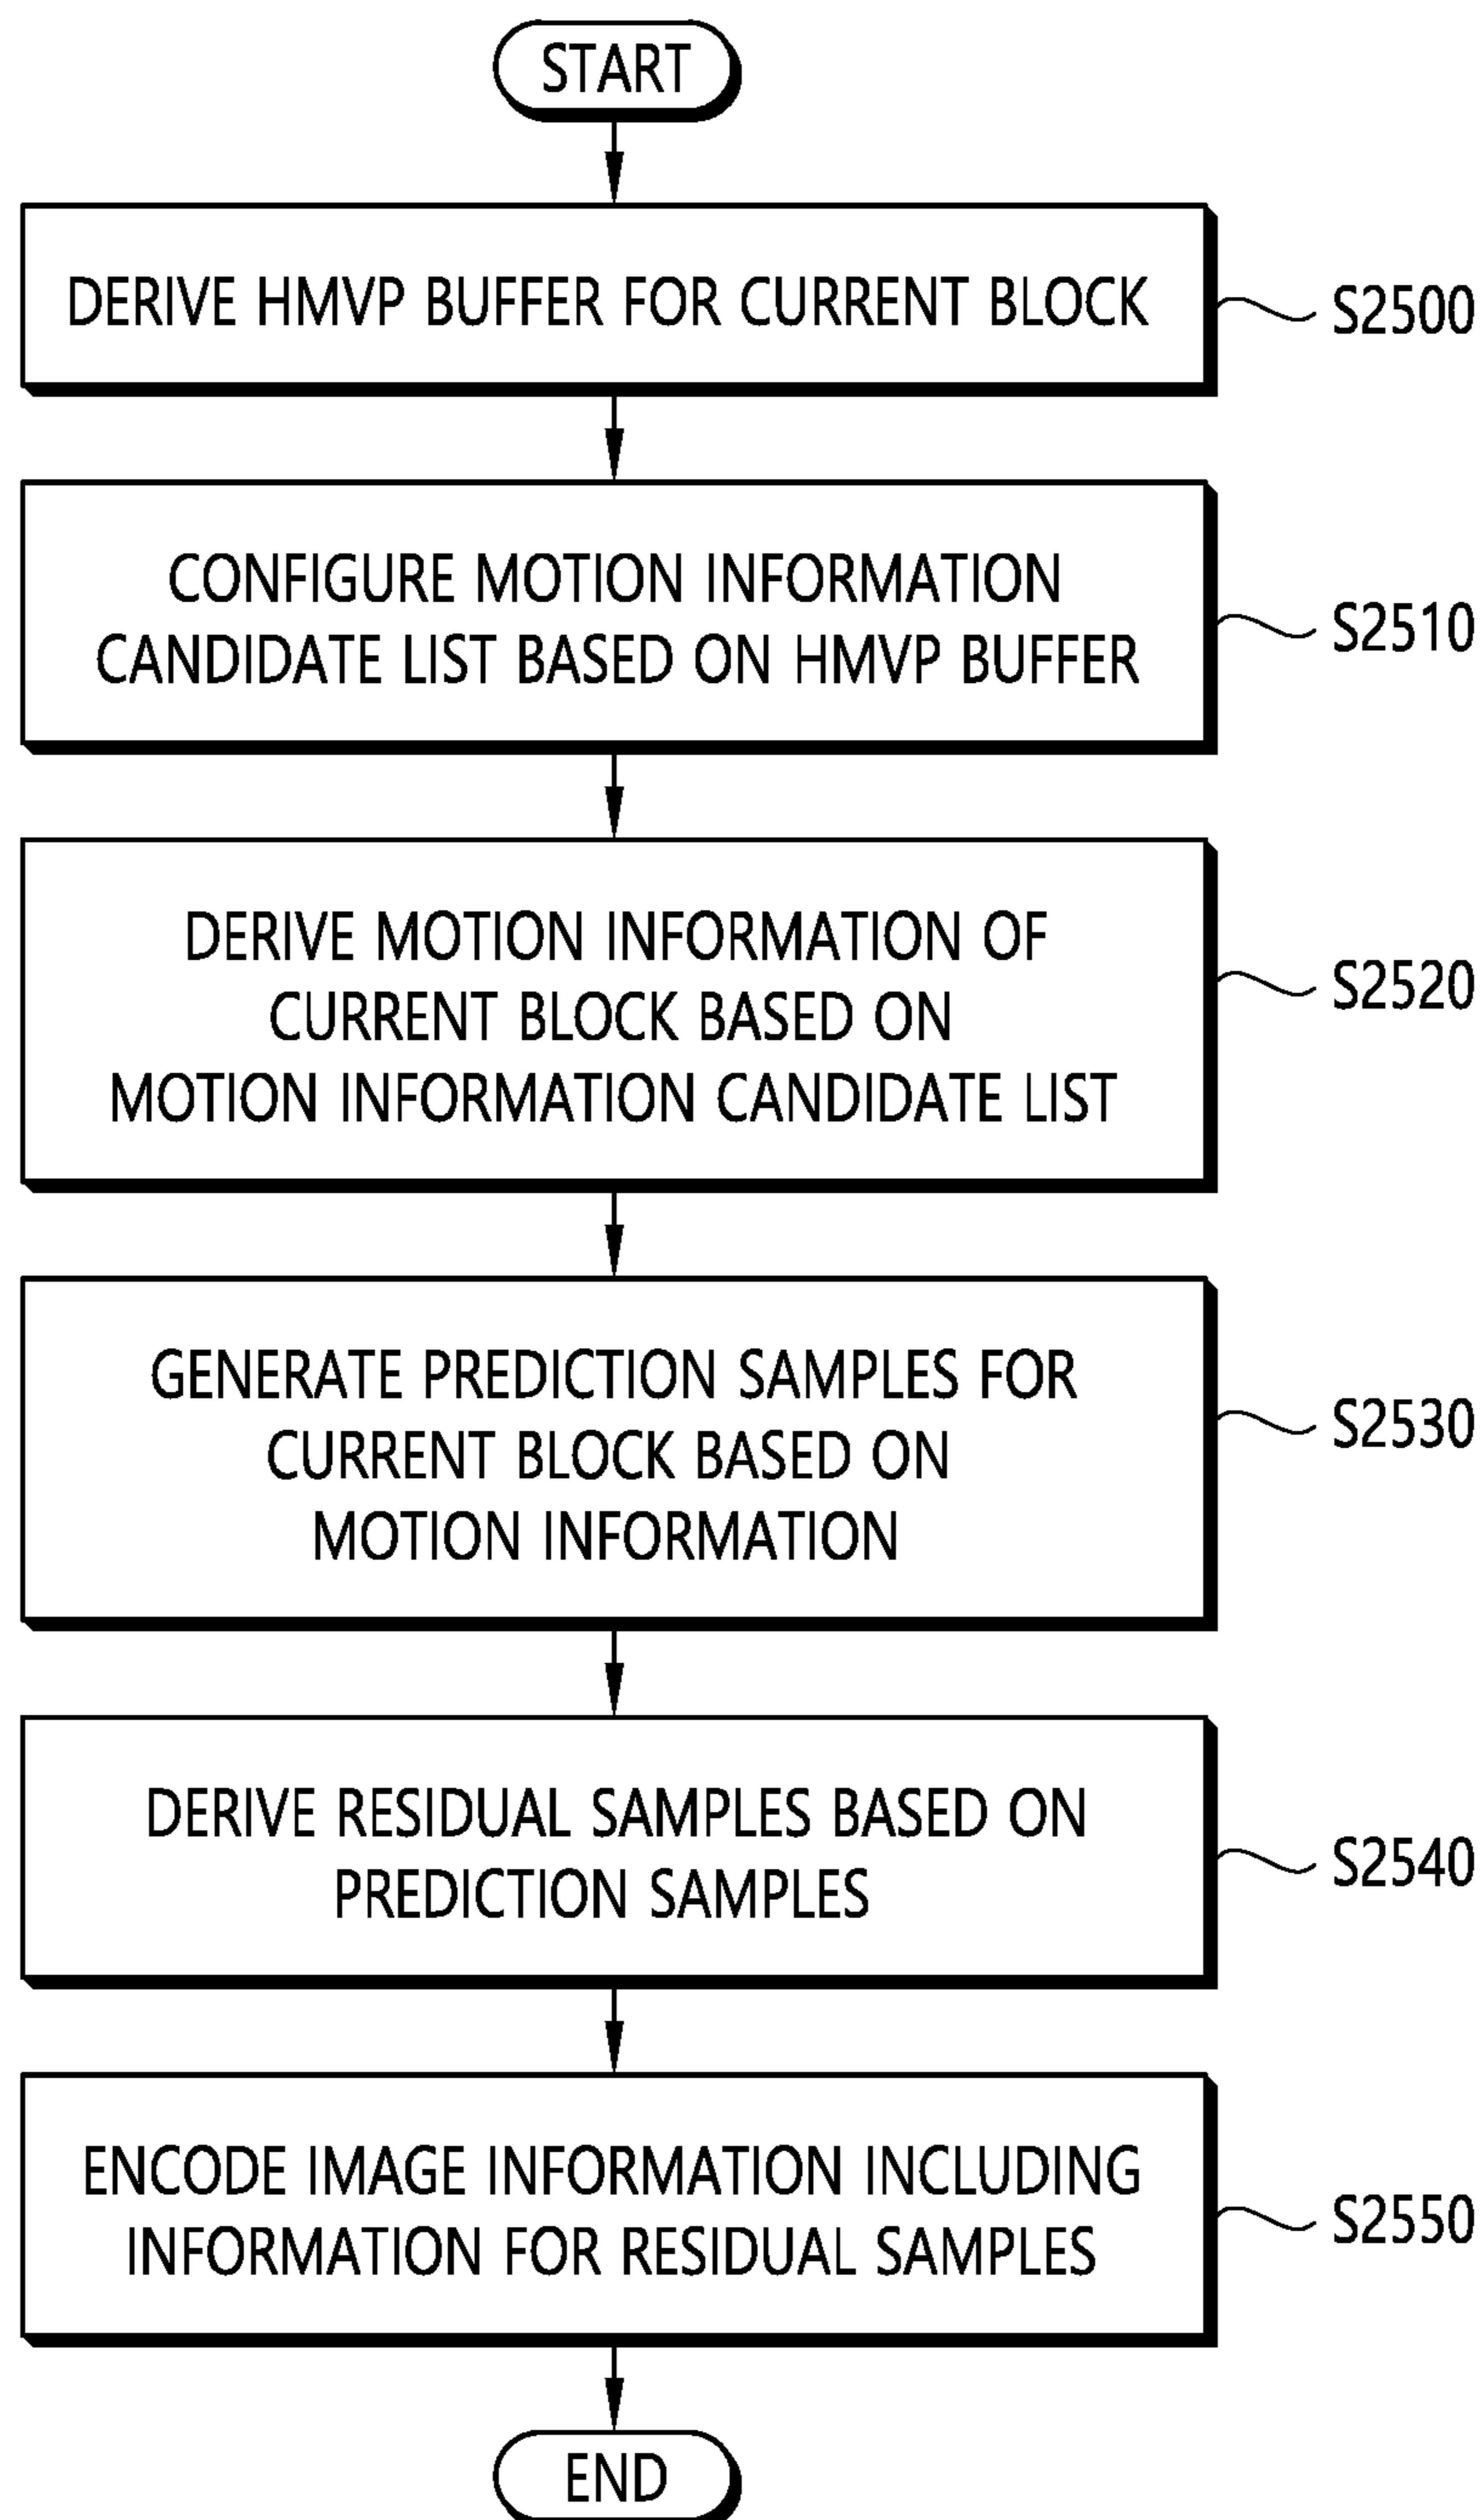 START
DERIVE HMVP BUFFER FOR CURRENT BLOCK
S2500
CONFIGURE MOTION INFORMATION
CANDIDATE LIST BASED ON HMVP BUFFER
S2510
DERIVE MOTION INFORMATION OF
CURRENT BLOCK BASED ON
MOTION INFORMATION CANDIDATE LIST
S2520
GENERATE PREDICTION SAMPLES FOR
CURRENT BLOCK BASED ON
MOTION INFORMATION
S2530
DERIVE RESIDUAL SAMPLES BASED ON
PREDICTION SAMPLES
S2540
ENCODE IMAGE INFORMATION INCLUDING
INFORMATION FOR RESIDUAL SAMPLES
S2550
END